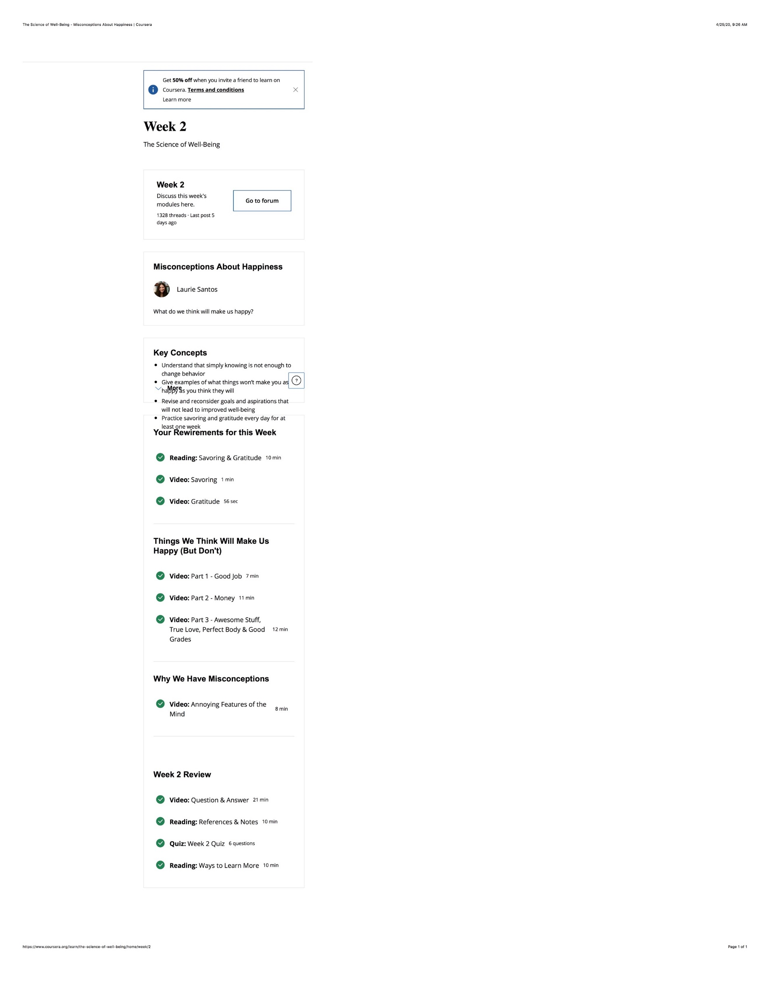 The Science of Well-Being - Misconceptions About Happiness | Coursera
4/25/20, 9:26 AM
Get 50% off when you invite a friend to learn on
Coursera. Terms and conditions
Learn more
Week 2
The Science of Well-Being
Week 2
Discuss this week's
modules here.
1328 threads · Last post 5
days ago
Go to forum
Misconceptions About Happiness
Laurie Santos
What do we think will make us happy?
Key Concepts
• Understand that simply knowing is not enough to
change behavior
• Give examples of what things won't make you as
?
More
happy as you think they will
• Revise and reconsider goals and aspirations that
will not lead to improved well-being
• Practice savoring and gratitude every day for at
least one week
Your Rewirements for this Week
Reading: Savoring & Gratitude 10 min
Video: Savoring 1 min
Video: Gratitude 56 sec
Things We Think Will Make Us
Happy (But Don't)
Video: Part 1 - Good Job 7 min
Video: Part 2 - Money 11 min
Video: Part 3 - Awesome Stuff,
True Love, Perfect Body & Good 12 min
Grades
Why We Have Misconceptions
Video: Annoying Features of the
Mind
8 min
Week 2 Review
Video: Question & Answer 21 min
Reading: References & Notes 10 min
Quiz: Week 2 Quiz 6 questions
Reading: Ways to Learn More 10 min
https://www.coursera.org/learn/the-science-of-well-being/home/week/2
Page 1 of 1